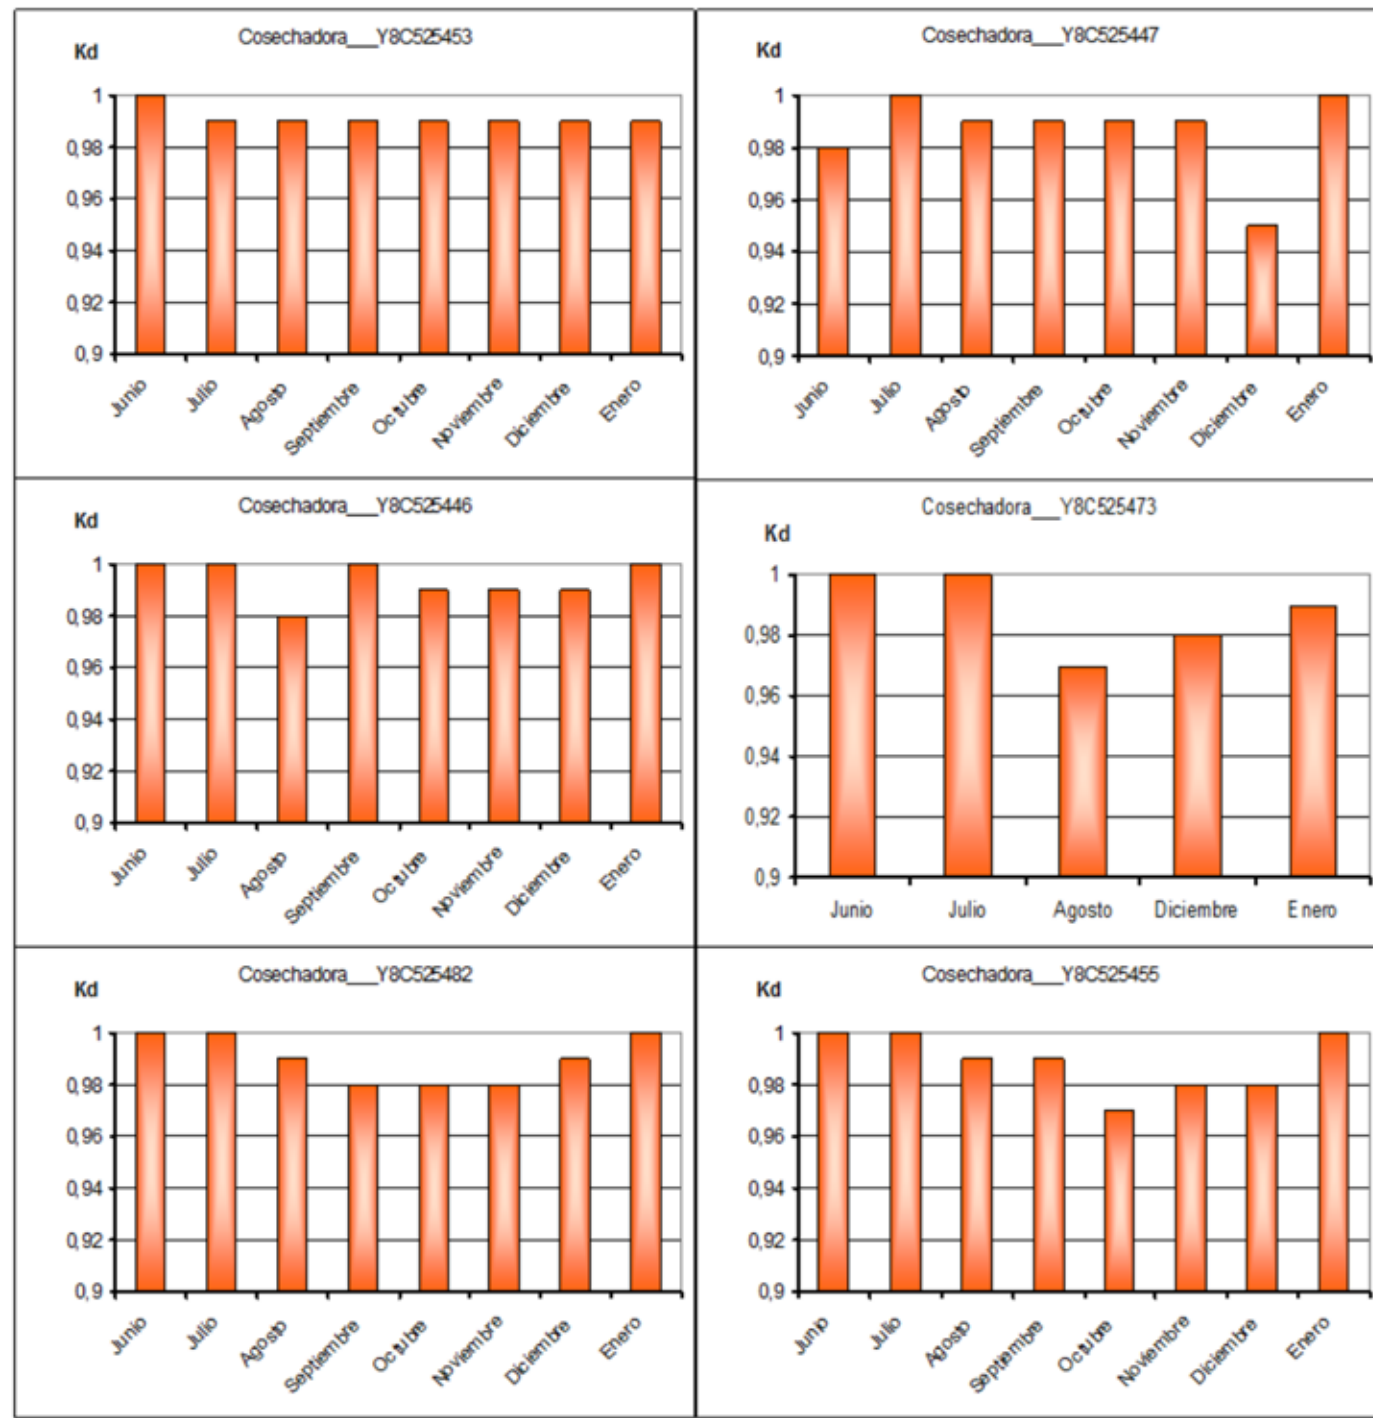 Cosechadora___Y8C525453
Kd
1
0,98
0,96
0,94
0,92
0,9
Junio
Julio
Agosto
Septiembre
Octubre
Noviembre
Diciembre
Enero
Cosechadora___Y8C525447
Kd
1
0,98
0,96
0,94
0,92
0,9
Junio
Julio
Agosto
Septiembre
Octubre
Noviembre
Diciembre
Enero
Cosechadora___Y8C525446
Kd
1
0,98
0,96
0,94
0,92
0,9
Junio
Julio
Agosto
Septiembre
Octubre
Noviembre
Diciembre
Enero
Cosechadora___Y8C525473
Kd
1
0,98
0,96
0,94
0,92
0,9
Junio Julio Agosto Diciembre Enero
Cosechadora___Y8C525482
Kd
1
0,98
0,96
0,94
0,92
0,9
Junio
Julio
Agosto
Septiembre
Octubre
Noviembre
Diciembre
Enero
Cosechadora___Y8C525455
Kd
1
0,98
0,96
0,94
0,92
0,9
Junio
Julio
Agosto
Septiembre
Octubre
Noviembre
Diciembre
Enero